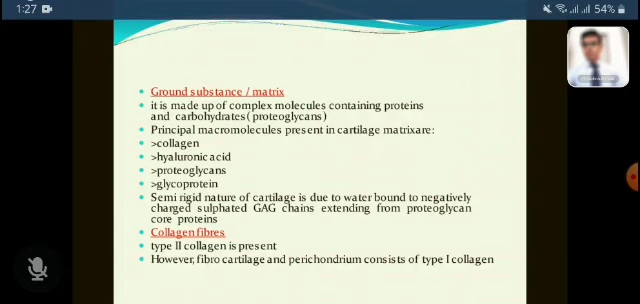 1:27
54%
Ground substance / matrix
it is made up of complex molecules containing proteins
and carbohydrates( proteoglycans )
Principal macromolecules present in cartilage matrixare:
>collagen
>hyaluronic acid
>proteoglycans
>glycoprotein
Semi rigid nature of cartilage is due to water bound to negatively
charged sulphated GAG chains extending from proteoglycan
core proteins
Collagen fibres
type II collagen is present
However, fibro cartilage and perichondrium consists of type I collagen